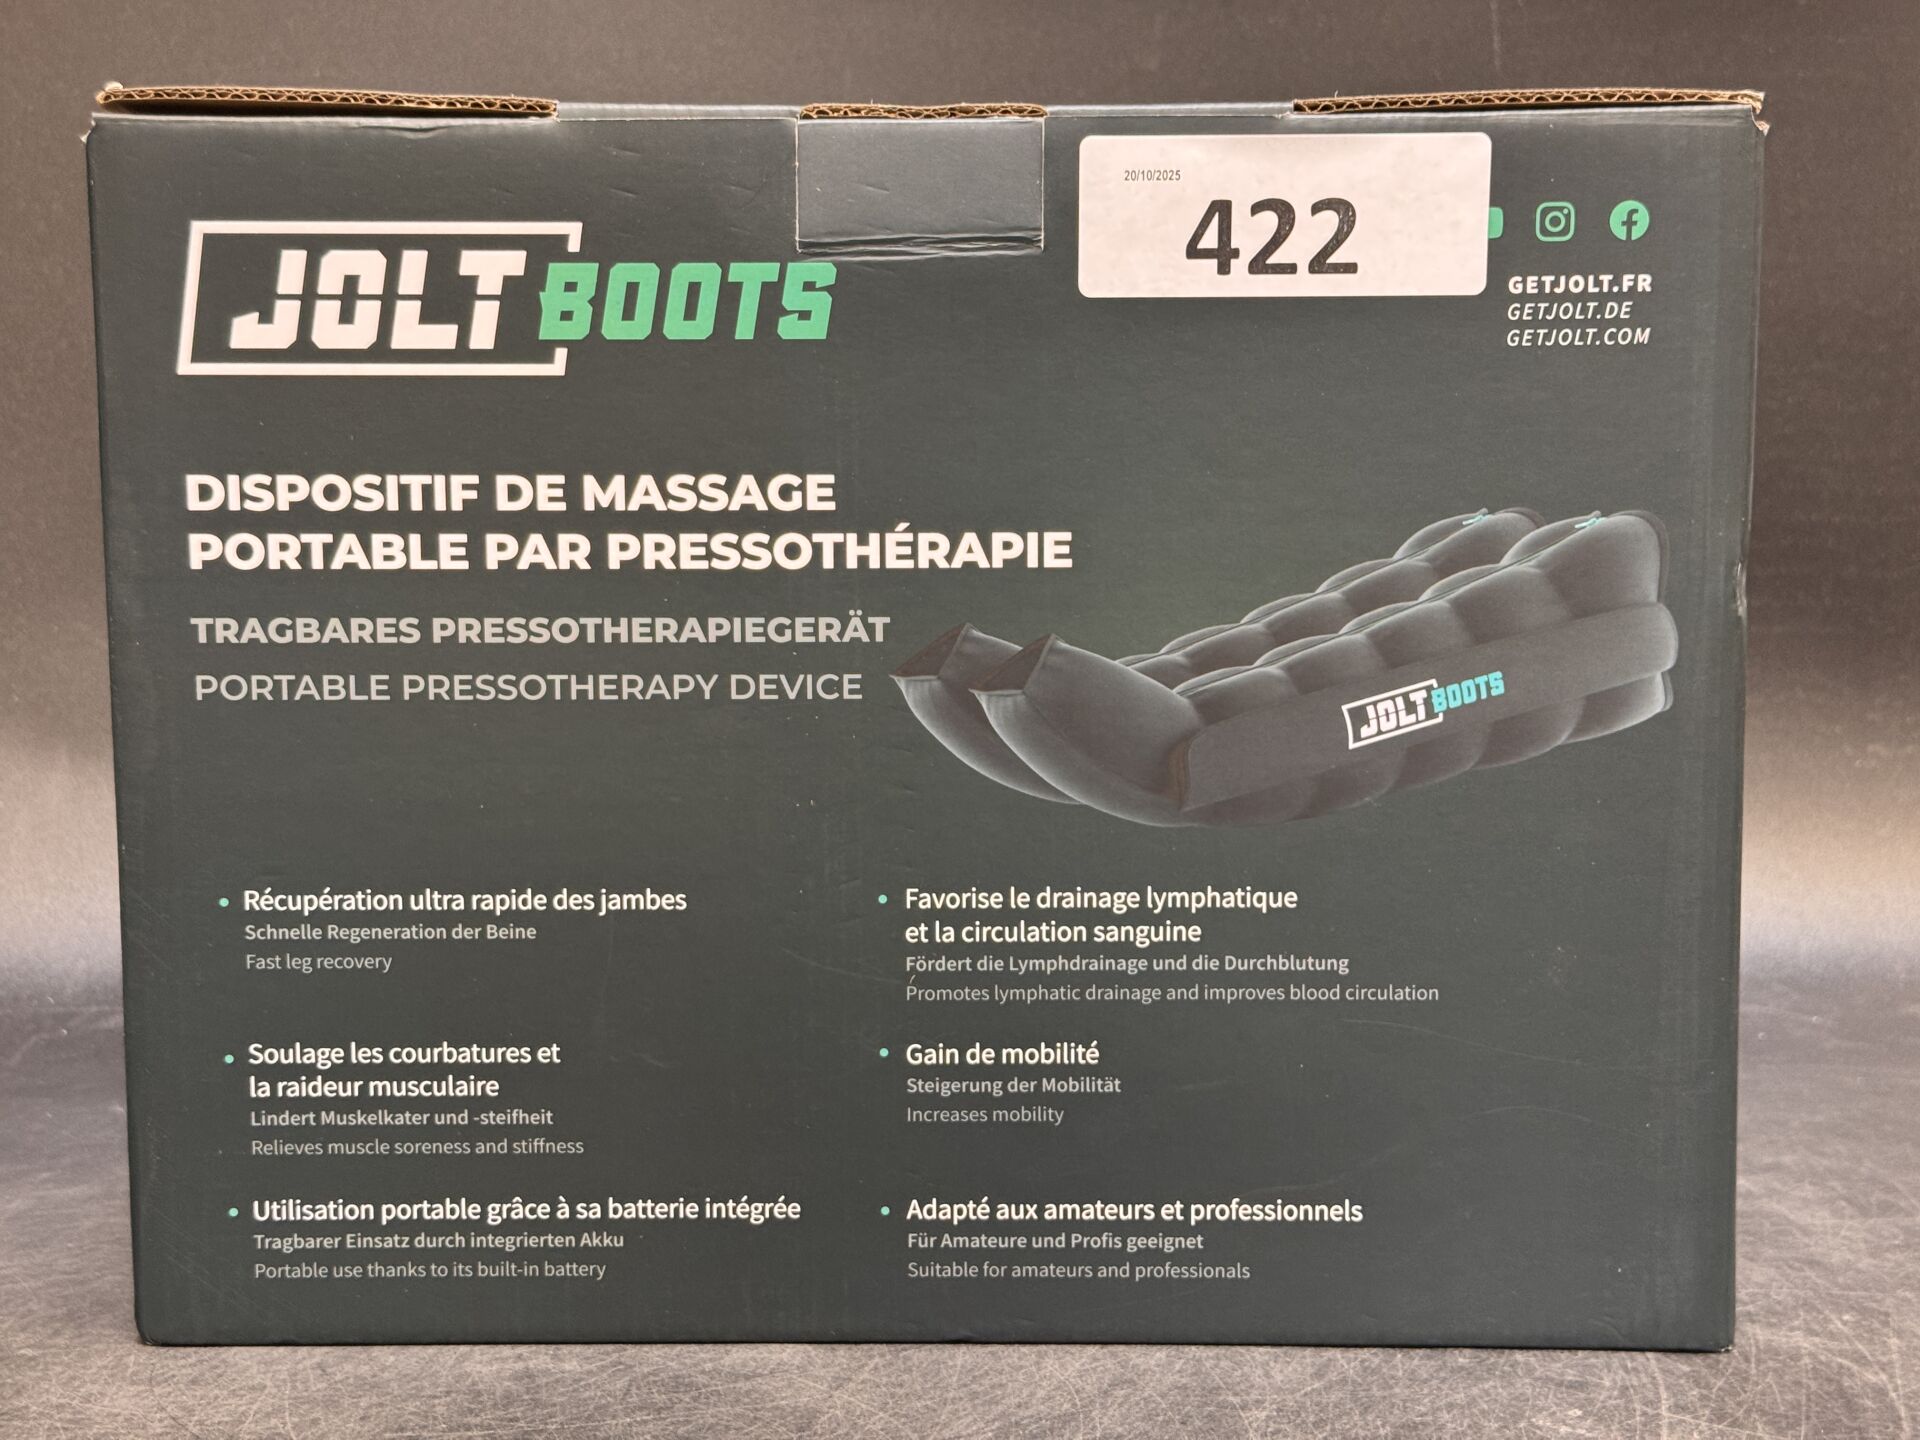 20/10/2025
422
JOLT BOOTS
GETJOLT.FR
GETJOLT.DE
GETJOLT.COM
DISPOSITIF DE MASSAGE
PORTABLE PAR PRESSOTHÉRAPIE
TRAGBARES PRESSOTHERAPIEGERÄT
PORTABLE PRESSOTHERAPY DEVICE
JOLT BOOTS
• Récupération ultra rapide des jambes
Schnelle Regeneration der Beine
Fast leg recovery
• Favorise le drainage lymphatique
et la circulation sanguine
Fördert die Lymphdrainage und die Durchblutung
Promotes lymphatic drainage and improves blood circulation
• Soulage les courbatures et
la raideur musculaire
Lindert Muskelkater und -steifheit
Relieves muscle soreness and stiffness
• Gain de mobilité
Steigerung der Mobilität
Increases mobility
• Utilisation portable grâce à sa batterie intégrée
Tragbarer Einsatz durch integrierten Akku
Portable use thanks to its built-in battery
• Adapté aux amateurs et professionnels
Für Amateure und Profis geeignet
Suitable for amateurs and professionals